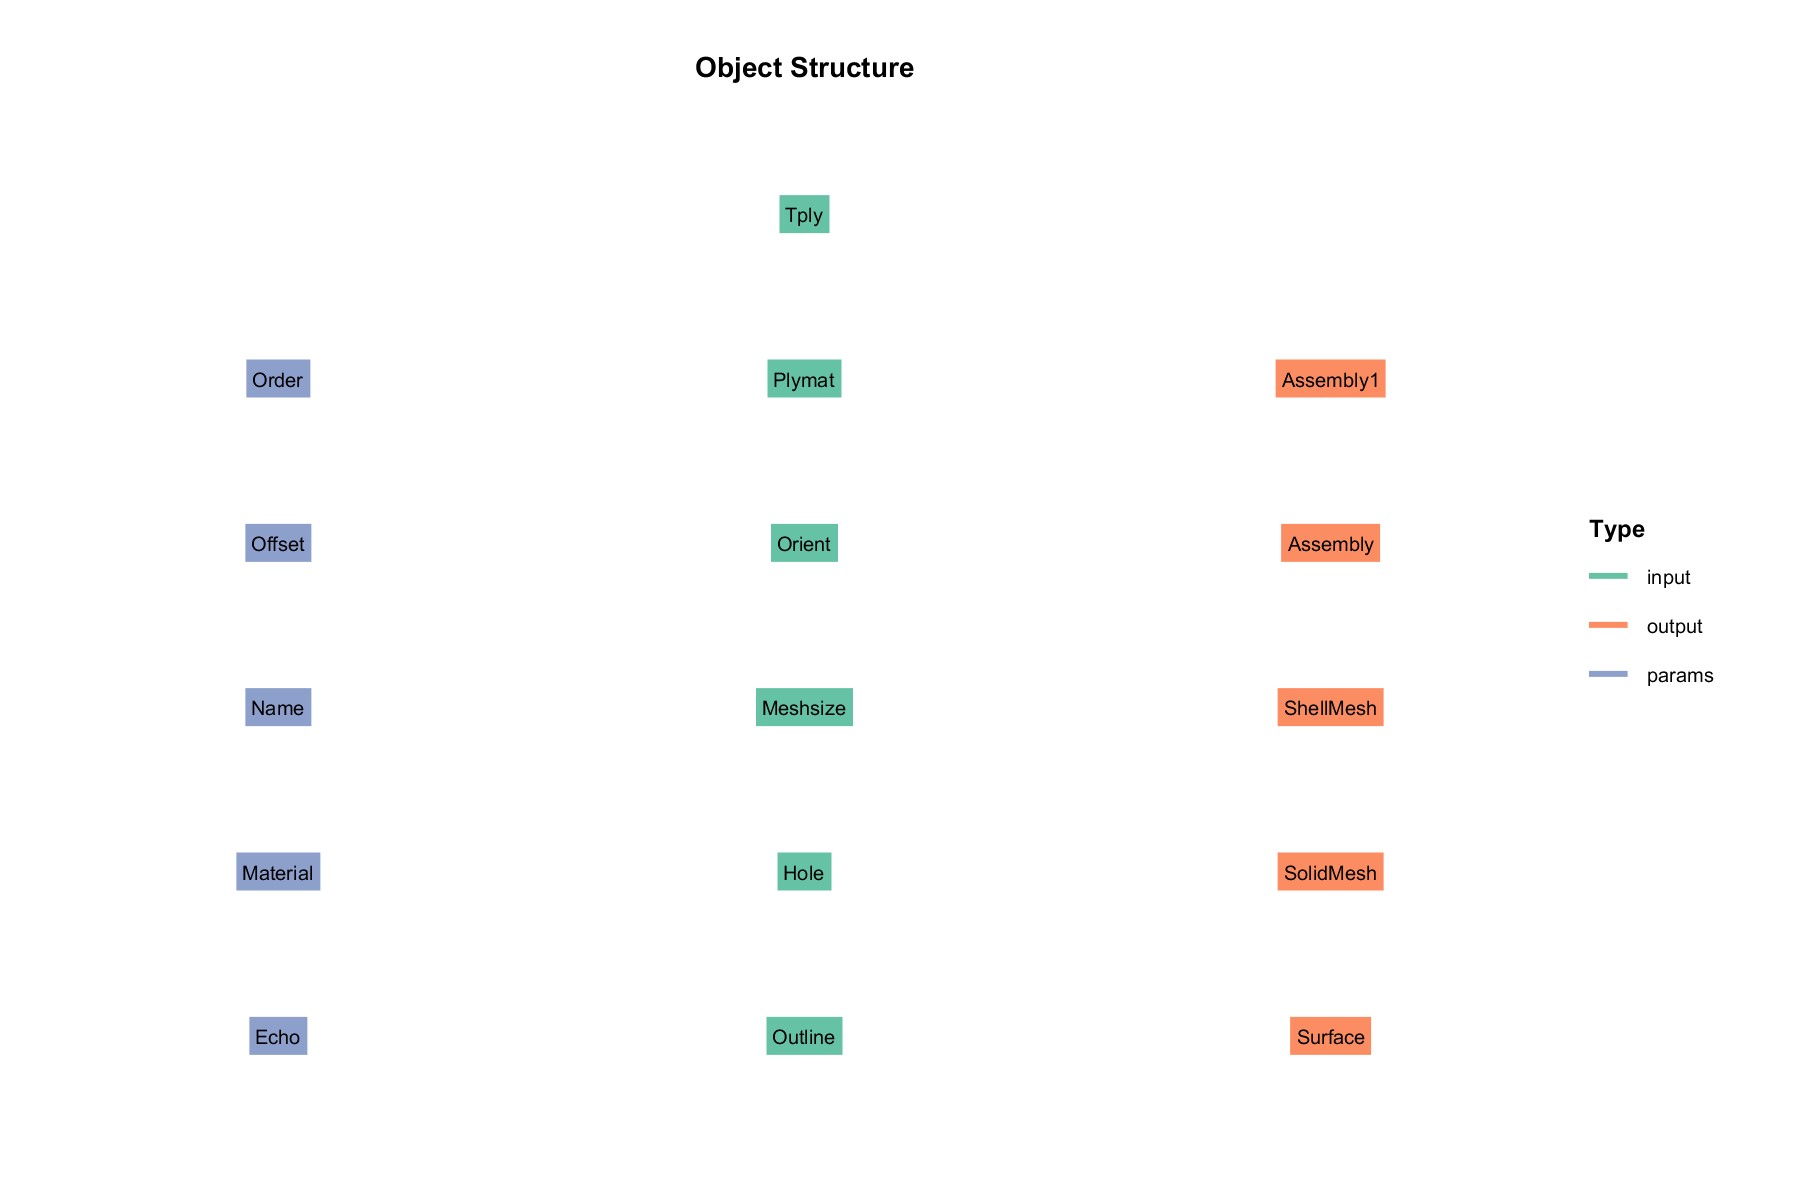 Object Structure
Tply
Order
Plymat
Assembly1
Offset
Orient
Assembly
Name
Meshsize
ShellMesh
Material
Hole
SolidMesh
Echo
Outline
Surface
Type
input
output
params